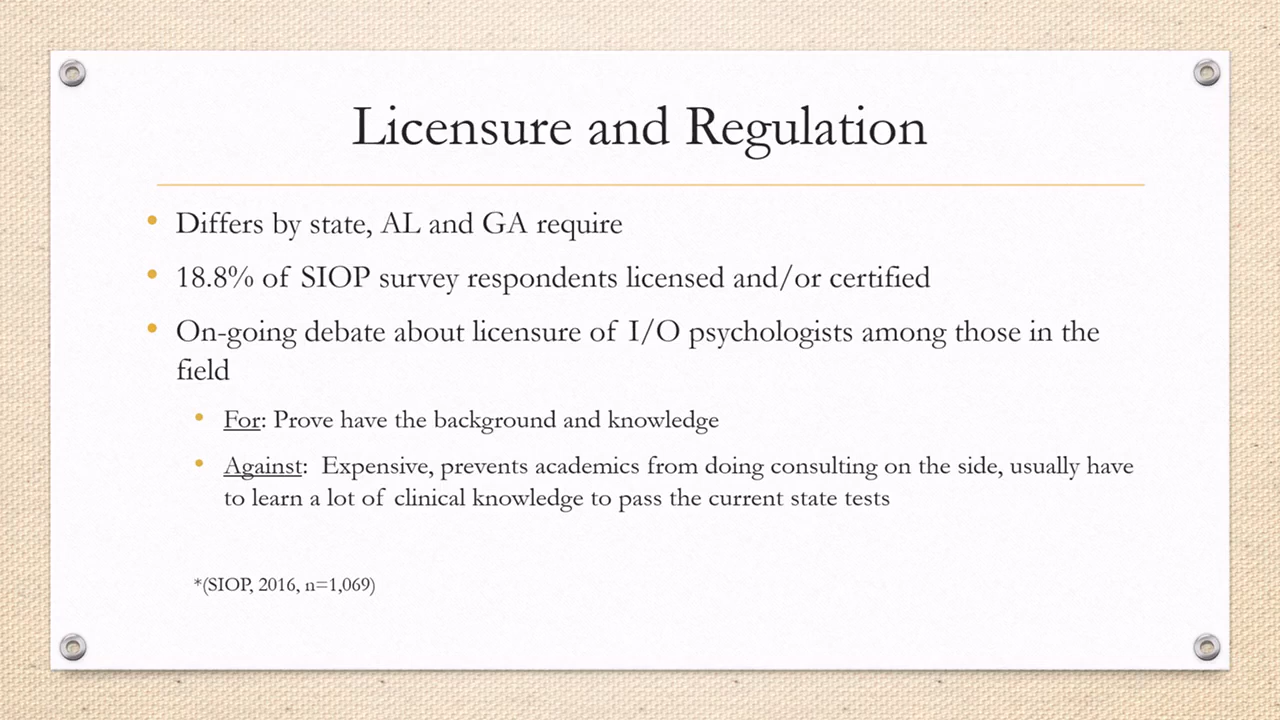 Licensure and Regulation
• Differs by state, AL and GA require
• 18.8% of SIOP survey respondents licensed and/or certified
• On-going debate about licensure of I/O psychologists among those in the
field
• For: Prove have the background and knowledge
• Against: Expensive, prevents academics from doing consulting on the side, usually have
to learn a lot of clinical knowledge to pass the current state tests
*(SIOP, 2016, n=1,069)